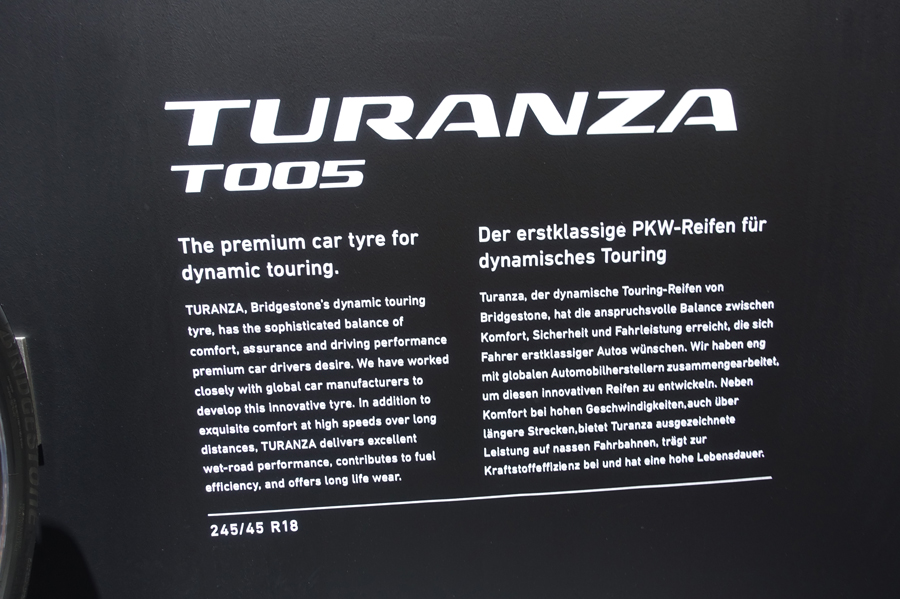 TURANZA
T005
The premium car tyre for
dynamic touring.
TURANZA, Bridgestone's dynamic touring
tyre, has the sophisticated balance of
comfort, assurance and driving performance
premium car drivers desire. We have worked
closely with global car manufacturers to
develop this innovative tyre. In addition to
exquisite comfort at high speeds over long
distances, TURANZA delivers excellent
wet-road performance, contributes to fuel
efficiency, and offers long life wear.
Der erstklassige PKW-Reifen für
dynamisches Touring
Turanza, der dynamische Touring-Reifen von
Bridgestone, hat die anspruchsvolle Balance zwischen
Komfort, Sicherheit und Fahrleistung erreicht, die sich
Fahrer erstklassiger Autos wünschen. Wir haben eng
mit globalen Automobilherstellern zusammengearbeitet,
um diesen innovativen Reifen zu entwickeln. Neben
Komfort bei hohen Geschwindigkeiten,auch über
längere Strecken,bietet Turanza ausgezeichnete
Leistung auf nassen Fahrbahnen, trägt zur
Kraftstoffeffizienz bei und hat eine hohe Lebensdauer.
245/45 R18